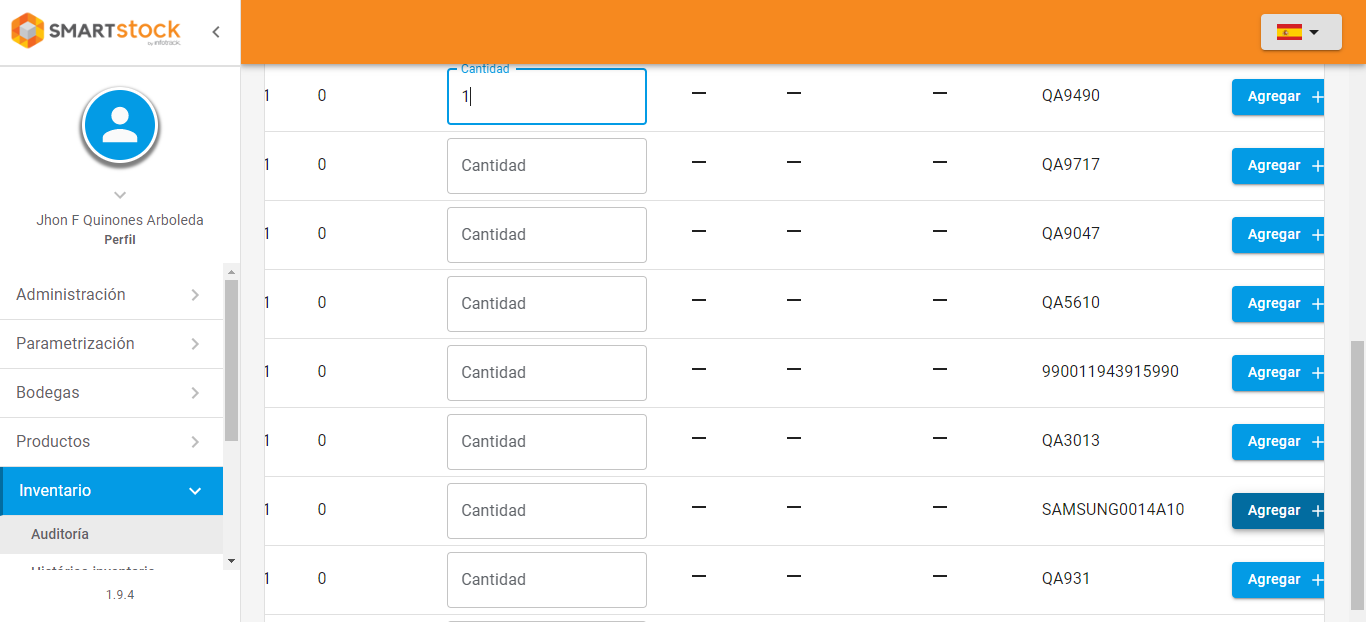 SMARTstock
by infotrack.
Jhon F Quinones Arboleda
Perfil
Administración
Parametrización
Bodegas
Productos
Inventario
Auditoría
Histórico inventario
1.9.4
1 0 Cantidad 1 — — — QA9490 Agregar +
1 0 Cantidad — — — QA9717 Agregar +
1 0 Cantidad — — — QA9047 Agregar +
1 0 Cantidad — — — QA5610 Agregar +
1 0 Cantidad — — — 990011943915990 Agregar +
1 0 Cantidad — — — QA3013 Agregar +
1 0 Cantidad — — — SAMSUNG0014A10 Agregar +
1 0 Cantidad — — — QA931 Agregar +